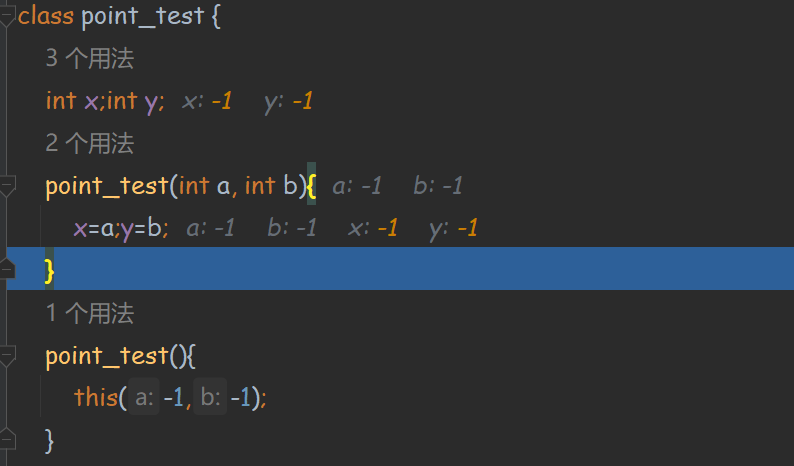 class point_test {
3 个用法
int x;int y; x: -1 y: -1
2 个用法
point_test(int a, int b){ a: -1 b: -1
x=a;y=b; a: -1 b: -1 x: -1 y: -1
}
1 个用法
point_test(){
this( a: -1, b: -1);
}